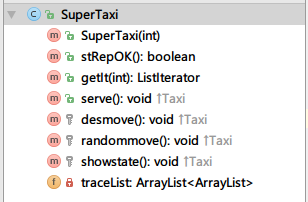 SuperTaxi
SuperTaxi(int)
stRepOK(): boolean
getIt(int): ListIterator
serve(): void ↑Taxi
desmove(): void ↑Taxi
randommove(): void ↑Taxi
showstate(): void ↑Taxi
traceList: ArrayList<ArrayList>